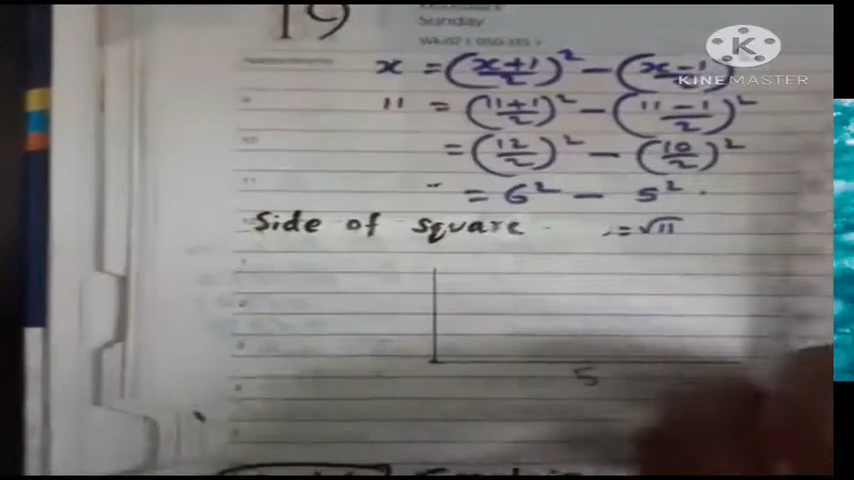 19
Sunday
x = (x+1/2)² - (x-1/2)
K
KINEMASTER
11 = (11+1/2)² - (11-1/2)²
= (12/2)² - (10/2)²
= 6² - 5²
Side of square = √11
5